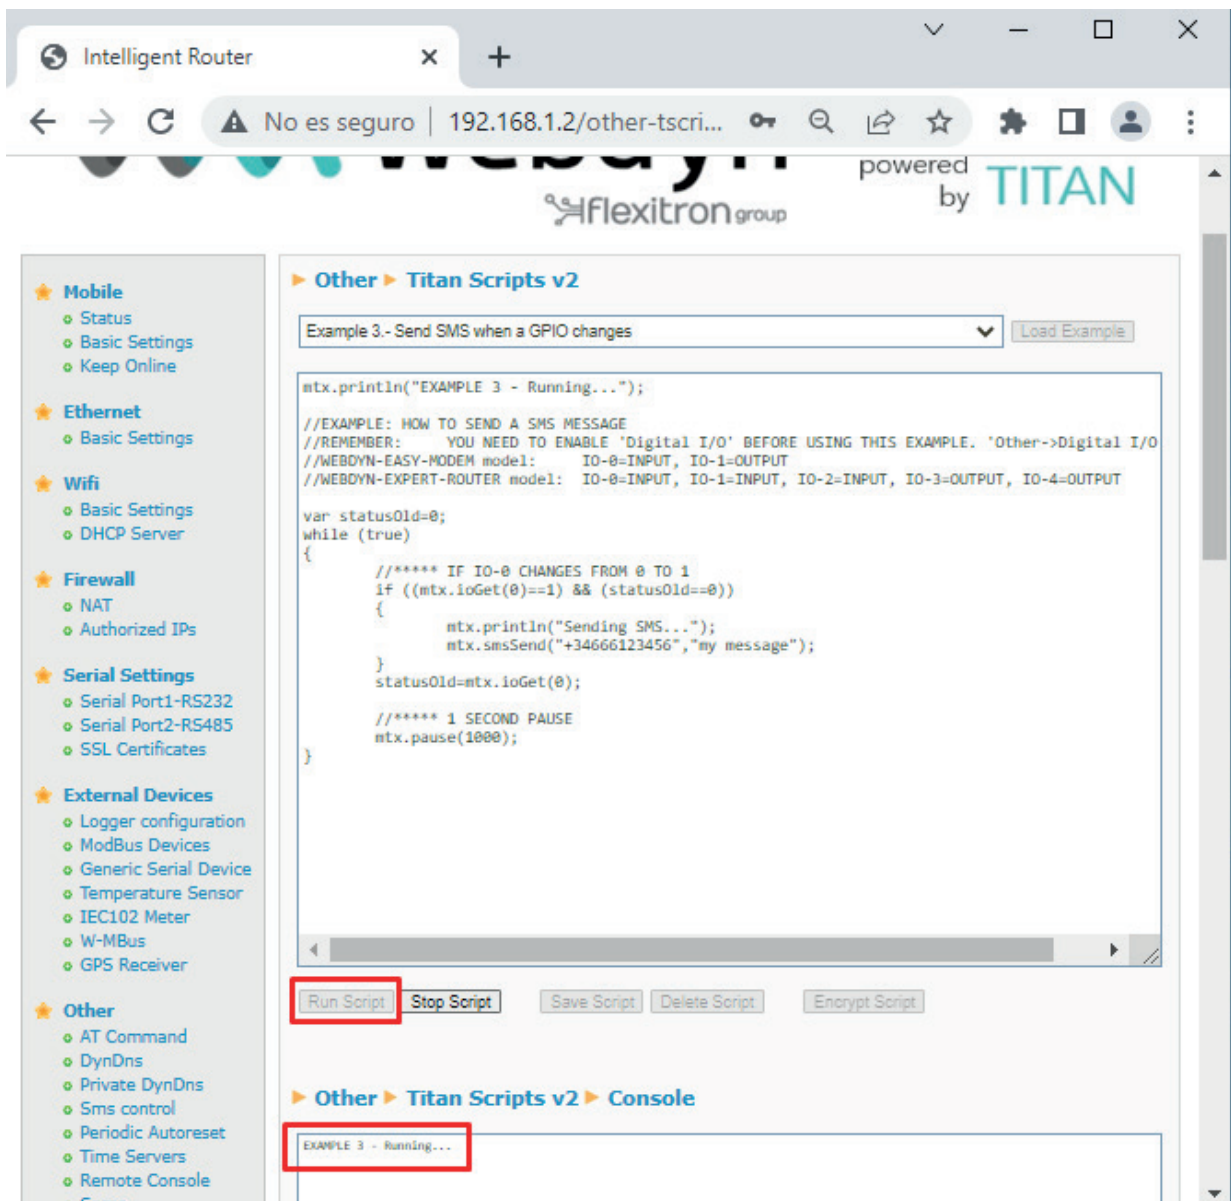 Intelligent Router
No es seguro | 192.168.1.2/other-tscri...
webdyn
powered
by TITAN
flexitron group
Mobile
Status
Basic Settings
Keep Online
Ethernet
Basic Settings
Wifi
Basic Settings
DHCP Server
Firewall
NAT
Authorized IPs
Serial Settings
Serial Port1-RS232
Serial Port2-RS485
SSL Certificates
External Devices
Logger configuration
ModBus Devices
Generic Serial Device
Temperature Sensor
IEC102 Meter
W-MBus
GPS Receiver
Other
AT Command
DynDns
Private DynDns
Sms control
Periodic Autoreset
Time Servers
Remote Console
Other Titan Scripts v2
Example 3.- Send SMS when a GPIO changes
Load Example
mtx.println("EXAMPLE 3 - Running...");
//EXAMPLE: HOW TO SEND A SMS MESSAGE
//REMEMBER: YOU NEED TO ENABLE 'Digital I/O' BEFORE USING THIS EXAMPLE. 'Other->Digital I/O
//WEBDYN-EASY-MODEM model: IO-0=INPUT, IO-1=OUTPUT
//WEBDYN-EXPERT-ROUTER model: IO-0=INPUT, IO-1=INPUT, IO-2=INPUT, IO-3=OUTPUT, IO-4=OUTPUT
var statusOld=0;
while (true)
{
//***** IF IO-0 CHANGES FROM 0 TO 1
if ((mtx.ioGet(0)==1) && (statusOld==0))
{
mtx.println("Sending SMS...");
mtx.smsSend("+34666123456","my message");
}
statusOld=mtx.ioGet(0);
//***** 1 SECOND PAUSE
mtx.pause(1000);
}
Run Script Stop Script Save Script Delete Script Encrypt Script
Other Titan Scripts v2 Console
EXAMPLE 3 - Running...